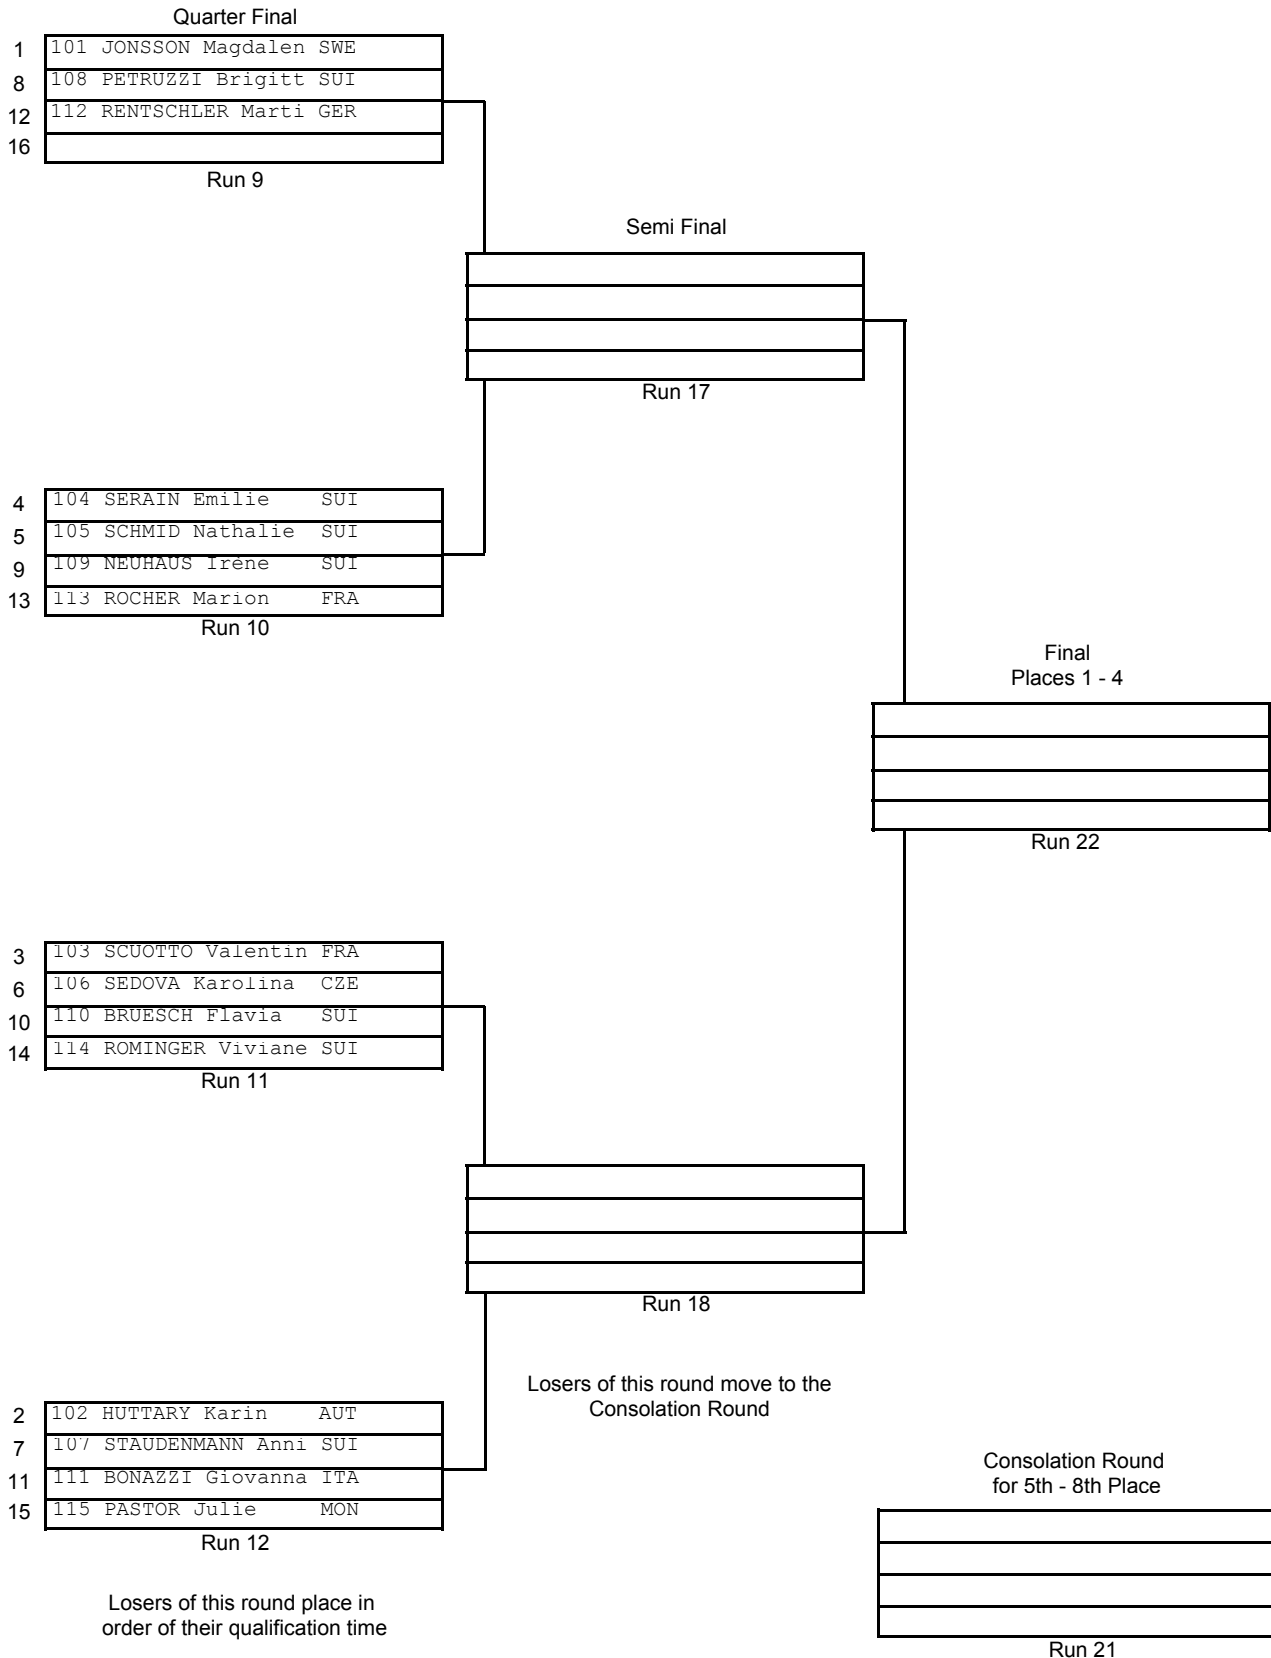 Quarter Final
1 101 JONSSON Magdalen SWE
8 108 PETRUZZI Brigitt SUI
12 112 RENTSCHLER Marti GER
16
Run 9
Semi Final
Run 17
4 104 SERAIN Emilie SUI
5 105 SCHMID Nathalie SUI
9 109 NEUHAUS Iréne SUI
13 113 ROCHER Marion FRA
Run 10
Final
Places 1 - 4
Run 22
3 103 SCUOTTO Valentin FRA
6 106 SEDOVA Karolina CZE
10 110 BRUESCH Flavia SUI
14 114 ROMINGER Viviane SUI
Run 11
Run 18
Losers of this round move to the
Consolation Round
2 102 HUTTARY Karin AUT
7 107 STAUDENMANN Anni SUI
11 111 BONAZZI Giovanna ITA
15 115 PASTOR Julie MON
Run 12
Consolation Round
for 5th - 8th Place
Run 21
Losers of this round place in
order of their qualification time